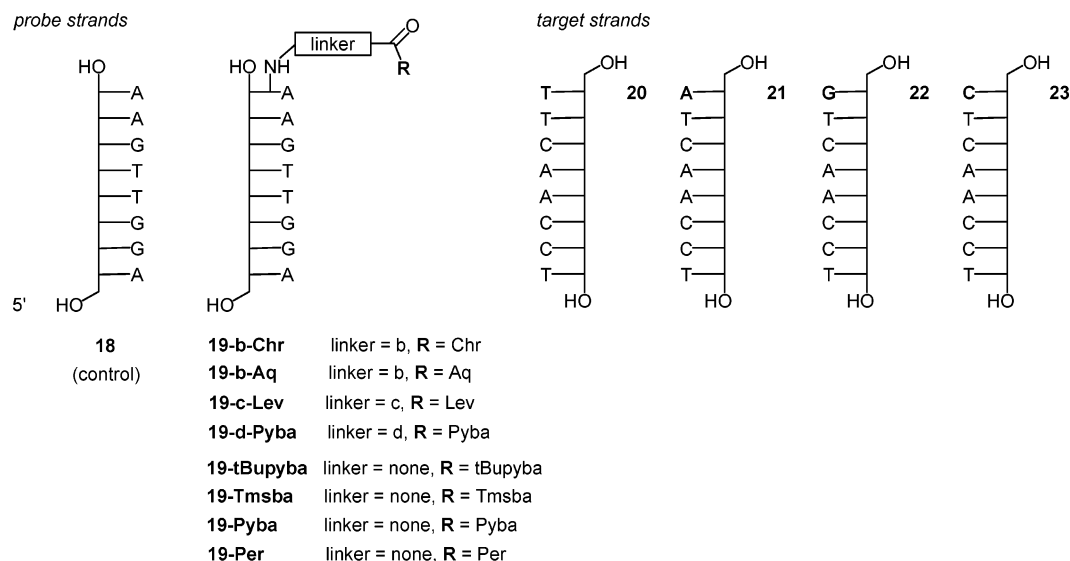 probe strands
target strands
HO
A
A
G
T
T
G
G
A
5'
HO
18
(control)
HO
NH
linker
O
R
A
A
G
T
T
G
G
A
HO
OH
20
T
T
C
A
A
C
C
T
HO
OH
21
A
T
C
A
A
C
C
T
HO
OH
22
G
T
C
A
A
C
C
T
HO
OH
23
C
T
C
A
A
C
C
T
HO
19-b-Chr linker = b, R = Chr
19-b-Aq linker = b, R = Aq
19-c-Lev linker = c, R = Lev
19-d-Pyba linker = d, R = Pyba
19-tBupyba linker = none, R = tBupyba
19-Tmsba linker = none, R = Tmsba
19-Pyba linker = none, R = Pyba
19-Per linker = none, R = Per